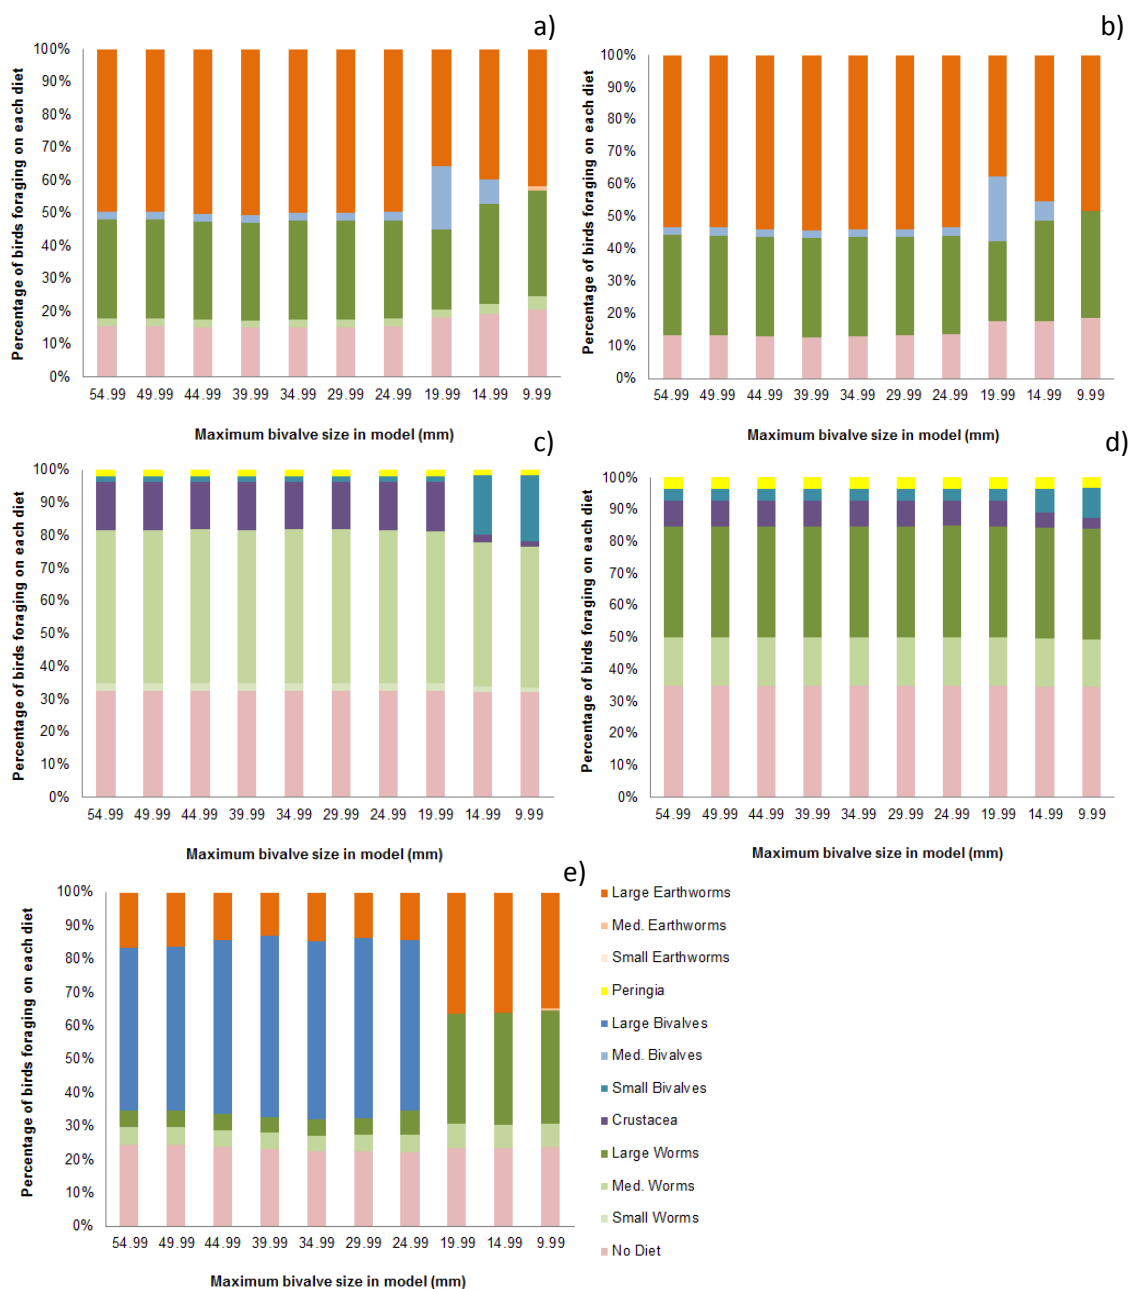 a)
Percentage of birds foraging on each diet
100%
90%
80%
70%
60%
50%
40%
30%
20%
10%
0%
54.99 49.99 44.99 39.99 34.99 29.99 24.99 19.99 14.99 9.99
Maximum bivalve size in model (mm)
b)
Percentage of birds foraging on each diet
100%
90%
80%
70%
60%
50%
40%
30%
20%
10%
0%
54.99 49.99 44.99 39.99 34.99 29.99 24.99 19.99 14.99 9.99
Maximum bivalve size in model (mm)
c)
Percentage of birds foraging on each diet
100%
90%
80%
70%
60%
50%
40%
30%
20%
10%
0%
54.99 49.99 44.99 39.99 34.99 29.99 24.99 19.99 14.99 9.99
Maximum bivalve size in model (mm)
d)
Percentage of birds foraging on each diet
100%
90%
80%
70%
60%
50%
40%
30%
20%
10%
0%
54.99 49.99 44.99 39.99 34.99 29.99 24.99 19.99 14.99 9.99
Maximum bivalve size in model (mm)
e)
Percentage of birds foraging on each diet
100%
90%
80%
70%
60%
50%
40%
30%
20%
10%
0%
54.99 49.99 44.99 39.99 34.99 29.99 24.99 19.99 14.99 9.99
Maximum bivalve size in model (mm)
Large Earthworms
Med. Earthworms
Small Earthworms
Peringia
Large Bivalves
Med. Bivalves
Small Bivalves
Crustacea
Large Worms
Med. Worms
Small Worms
No Diet